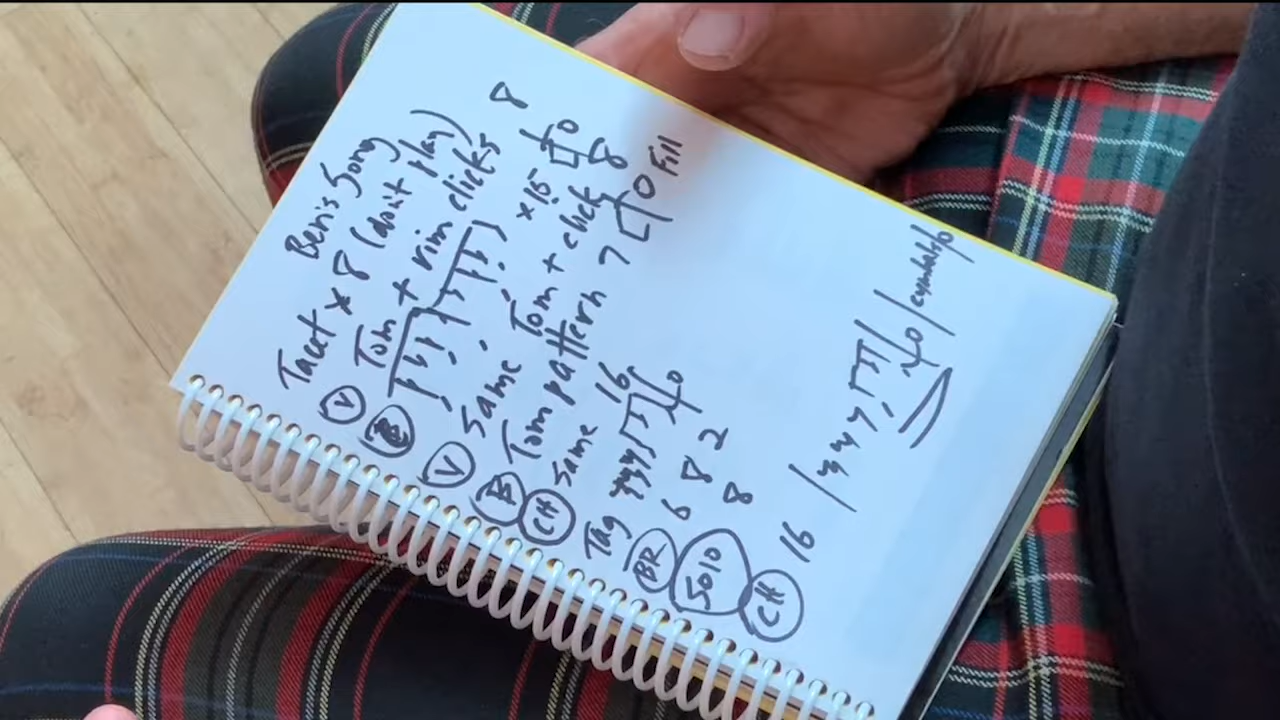 Ben's Song
Tacet x 8 (don't play)
V Tom + rim clicks 8
x 15
V Same Tom + click 8
B Tom pattern 7 Fill
CH Same 16
Tag
BR 6 8 2
Solo 8
CH 16
cymbals